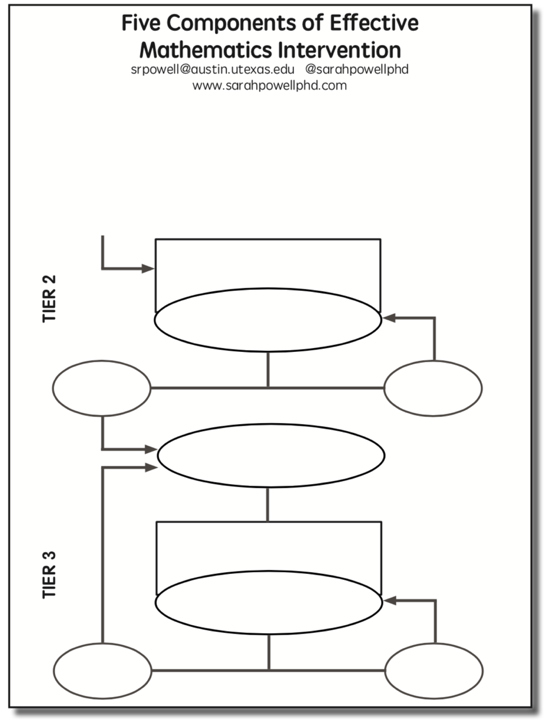 Five Components of Effective
Mathematics Intervention
srpowell@austin.utexas.edu @sarahpowellphd
www.sarahpowellphd.com
TIER 2
TIER 3